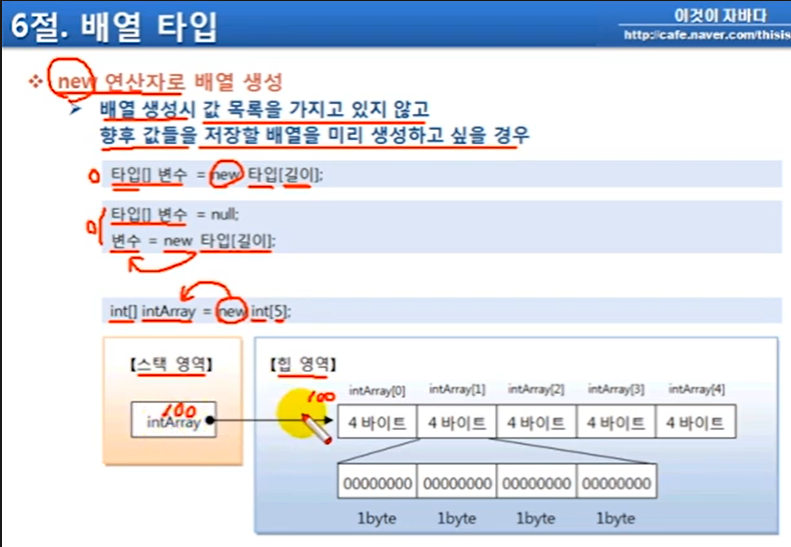 6절. 배열 타입
이것이 자바다
http://cafe.naver.com/thisis
❖ new 연산자로 배열 생성
➢ 배열 생성시 값 목록을 가지고 있지 않고
향후 값들을 저장할 배열을 미리 생성하고 싶을 경우
타입[] 변수 = new 타입[길이];
타입[] 변수 = null;
변수 = new 타입[길이];
int[] intArray = new int[5];
【스택 영역】
【힙 영역】
100
100
intArray
intArray[0] intArray[1] intArray[2] intArray[3] intArray[4]
4 바이트 4 바이트 4 바이트 4 바이트 4 바이트
00000000 00000000 00000000 00000000
1byte 1byte 1byte 1byte